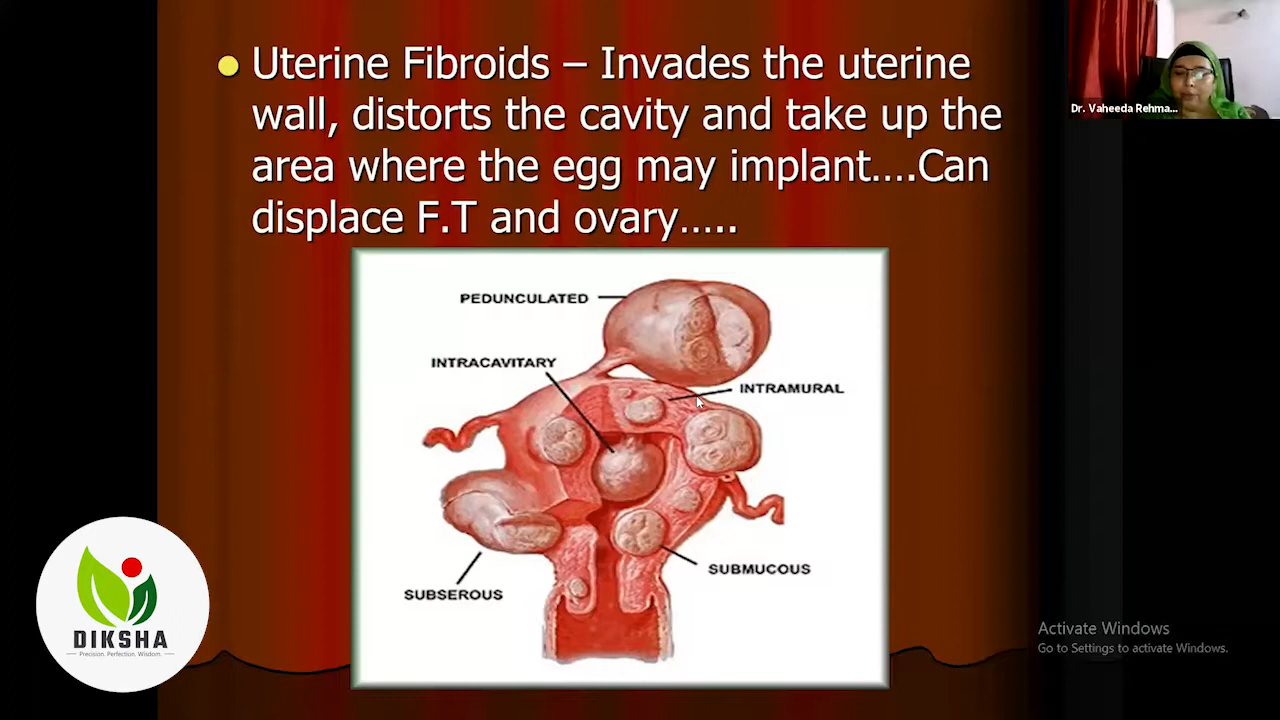 Uterine Fibroids – Invades the uterine
wall, distorts the cavity and take up the
area where the egg may implant….Can
displace F.T and ovary…..
Dr. Vaheeda Rehma...
PEDUNCULATED
INTRACAVITARY
INTRAMURAL
SUBMUCOUS
SUBSEROUS
DIKSHA
Precision. Perfection. Wisdom.
Activate Windows
Go to Settings to activate Windows.